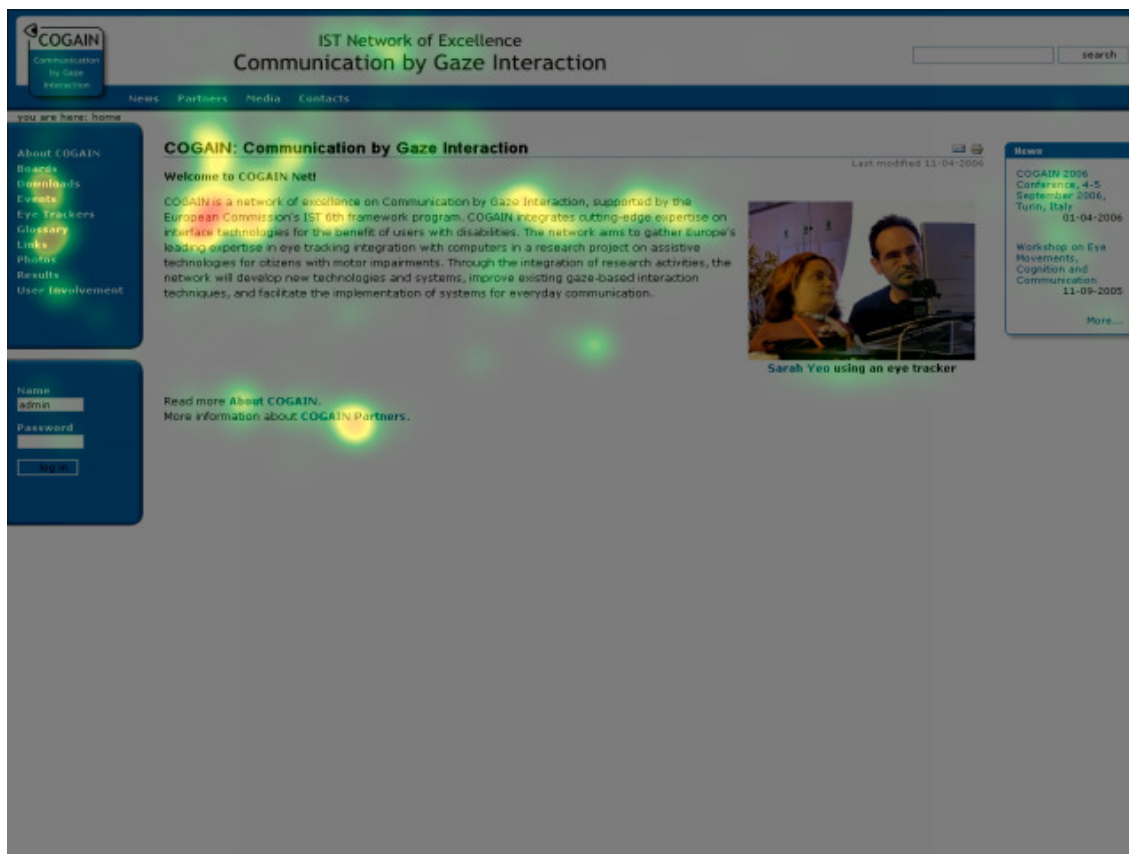 COGAIN
Communication
by Gaze
Interaction
IST Network of Excellence
Communication by Gaze Interaction
search
News Partners Media Contacts
you are here: home
About COGAIN
Boards
Downloads
Events
Eye Trackers
Glossary
Links
Photos
Results
User Involvement
Name
admin
Password
log in
COGAIN: Communication by Gaze Interaction
Last modified 11-04-2006
Welcome to COGAIN Net!
COGAIN is a network of excellence on Communication by Gaze Interaction, supported by the
European Commission's IST 6th framework program. COGAIN integrates cutting-edge expertise on
interface technologies for the benefit of users with disabilities. The network aims to gather Europe's
leading expertise in eye tracking integration with computers in a research project on assistive
technologies for citizens with motor impairments. Through the integration of research activities, the
network will develop new technologies and systems, improve existing gaze-based interaction
techniques, and facilitate the implementation of systems for everyday communication.
Sarah Yeo using an eye tracker
Read more About COGAIN.
More information about COGAIN Partners.
News
COGAIN 2006
Conference, 4-5
September 2006,
Turin, Italy
01-04-2006
Workshop on Eye
Movements,
Cognition and
Communication
11-09-2005
More...